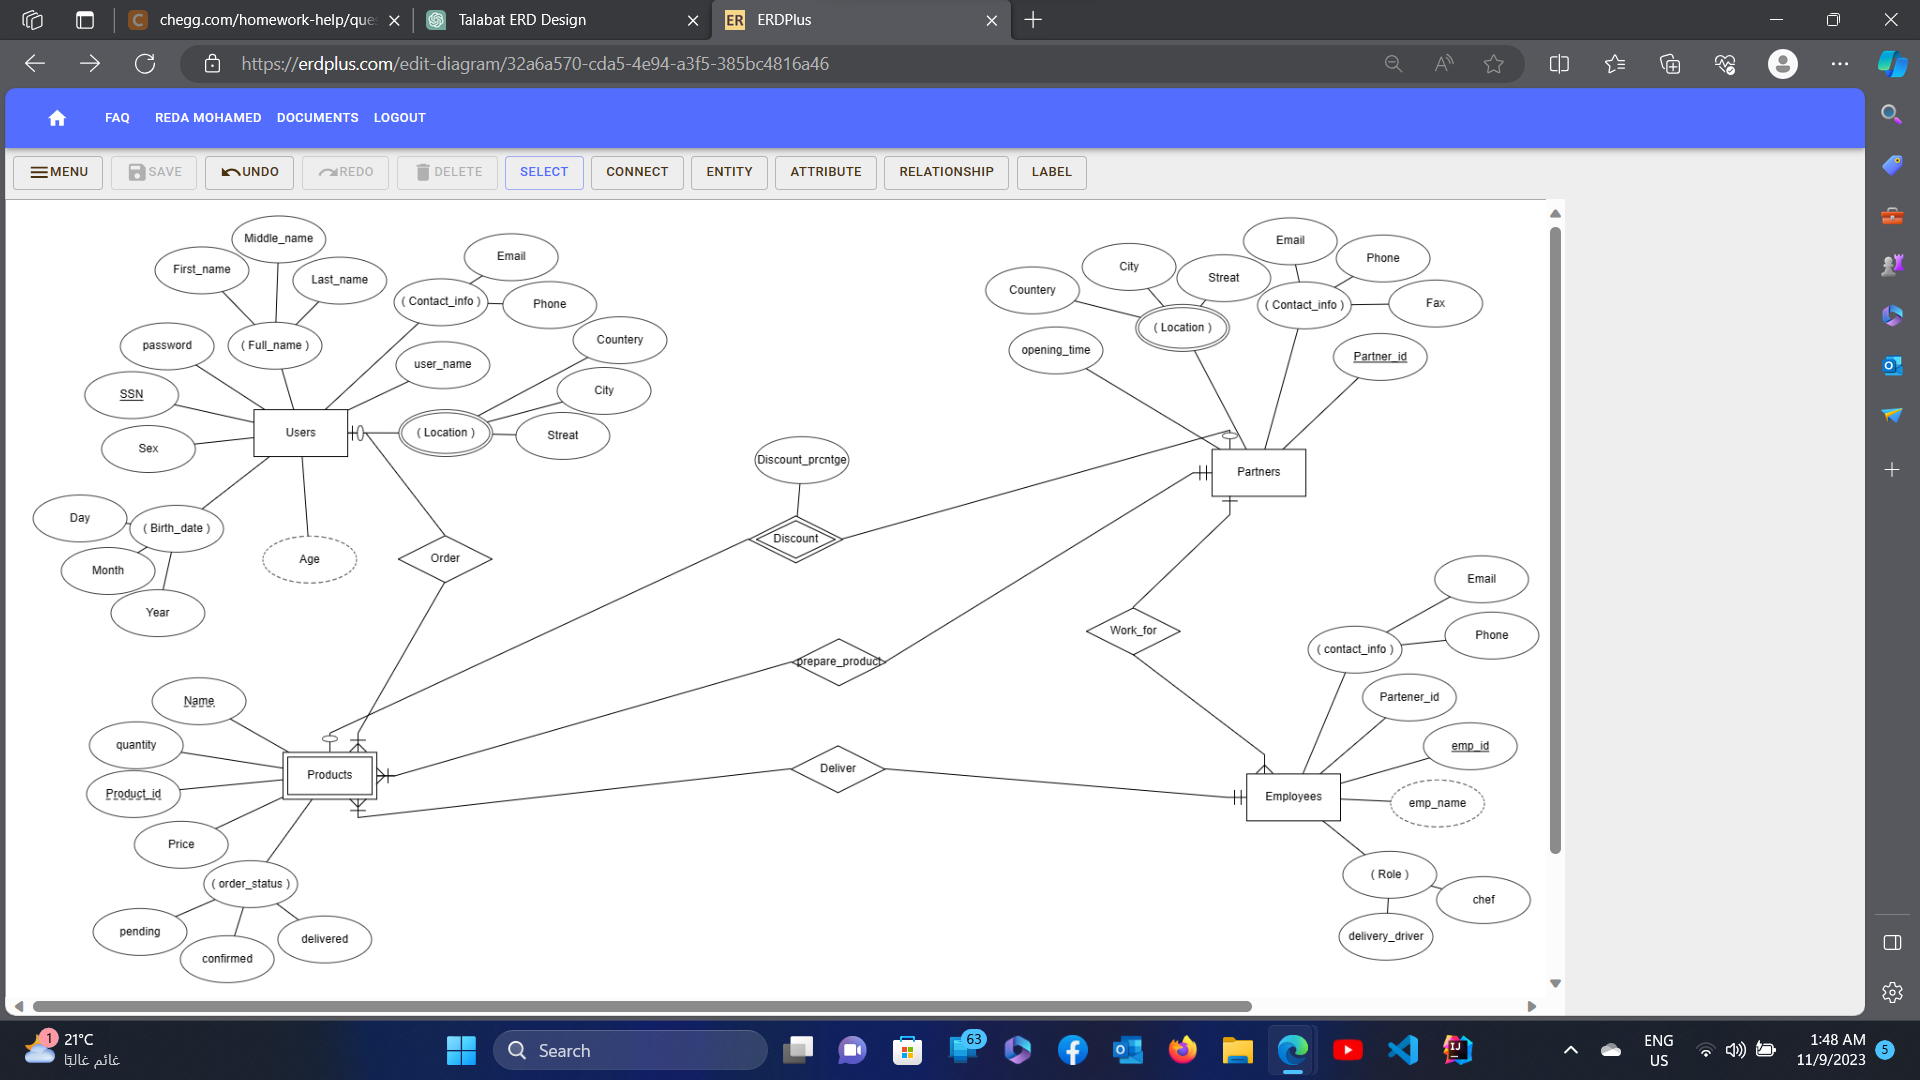 chegg.com/homework-help/ques
Talabat ERD Design
ER
ERDPlus
https://erdplus.com/edit-diagram/32a6a570-cda5-4e94-a3f5-385bc4816a46
FAQ
REDA MOHAMED
DOCUMENTS
LOGOUT
MENU
SAVE
UNDO
REDO
DELETE
SELECT
CONNECT
ENTITY
ATTRIBUTE
RELATIONSHIP
LABEL
Middle_name
First_name
Last_name
Email
( Contact_info )
Phone
password
( Full_name )
Countery
user_name
SSN
City
Users
( Location )
Streat
Sex
Day
( Birth_date )
Month
Year
Age
Order
Discount_prcntge
Discount
Email
Phone
City
Streat
Countery
( Contact_info )
Fax
( Location )
opening_time
Partner_id
Partners
Work_for
prepare_product
Deliver
Email
Phone
( contact_info )
Partener_id
emp_id
emp_name
Employees
( Role )
chef
delivery_driver
Name
quantity
Products
Product_id
Price
( order_status )
pending
delivered
confirmed
1
21°C
غائم غالبًا
Search
63
ENG
US
1:48 AM
11/9/2023
5